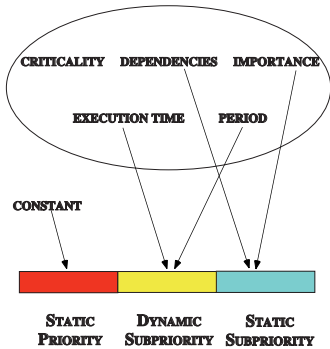 CRITICALITY DEPENDENCIES IMPORTANCE
EXECUTION TIME PERIOD
CONSTANT
STATIC PRIORITY
DYNAMIC SUBPRIORITY
STATIC SUBPRIORITY